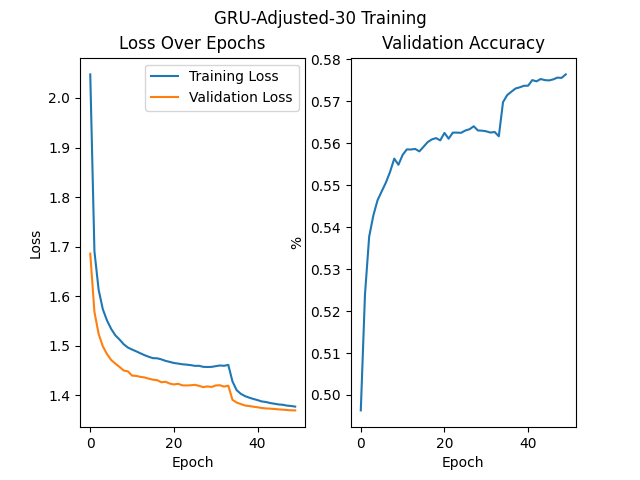 GRU-Adjusted-30 Training
Loss Over Epochs
Loss
2.0
1.9
1.8
1.7
1.6
1.5
1.4
0
20
40
Epoch
Training Loss
Validation Loss
Validation Accuracy
%
0.58
0.57
0.56
0.55
0.54
0.53
0.52
0.51
0.50
0
20
40
Epoch